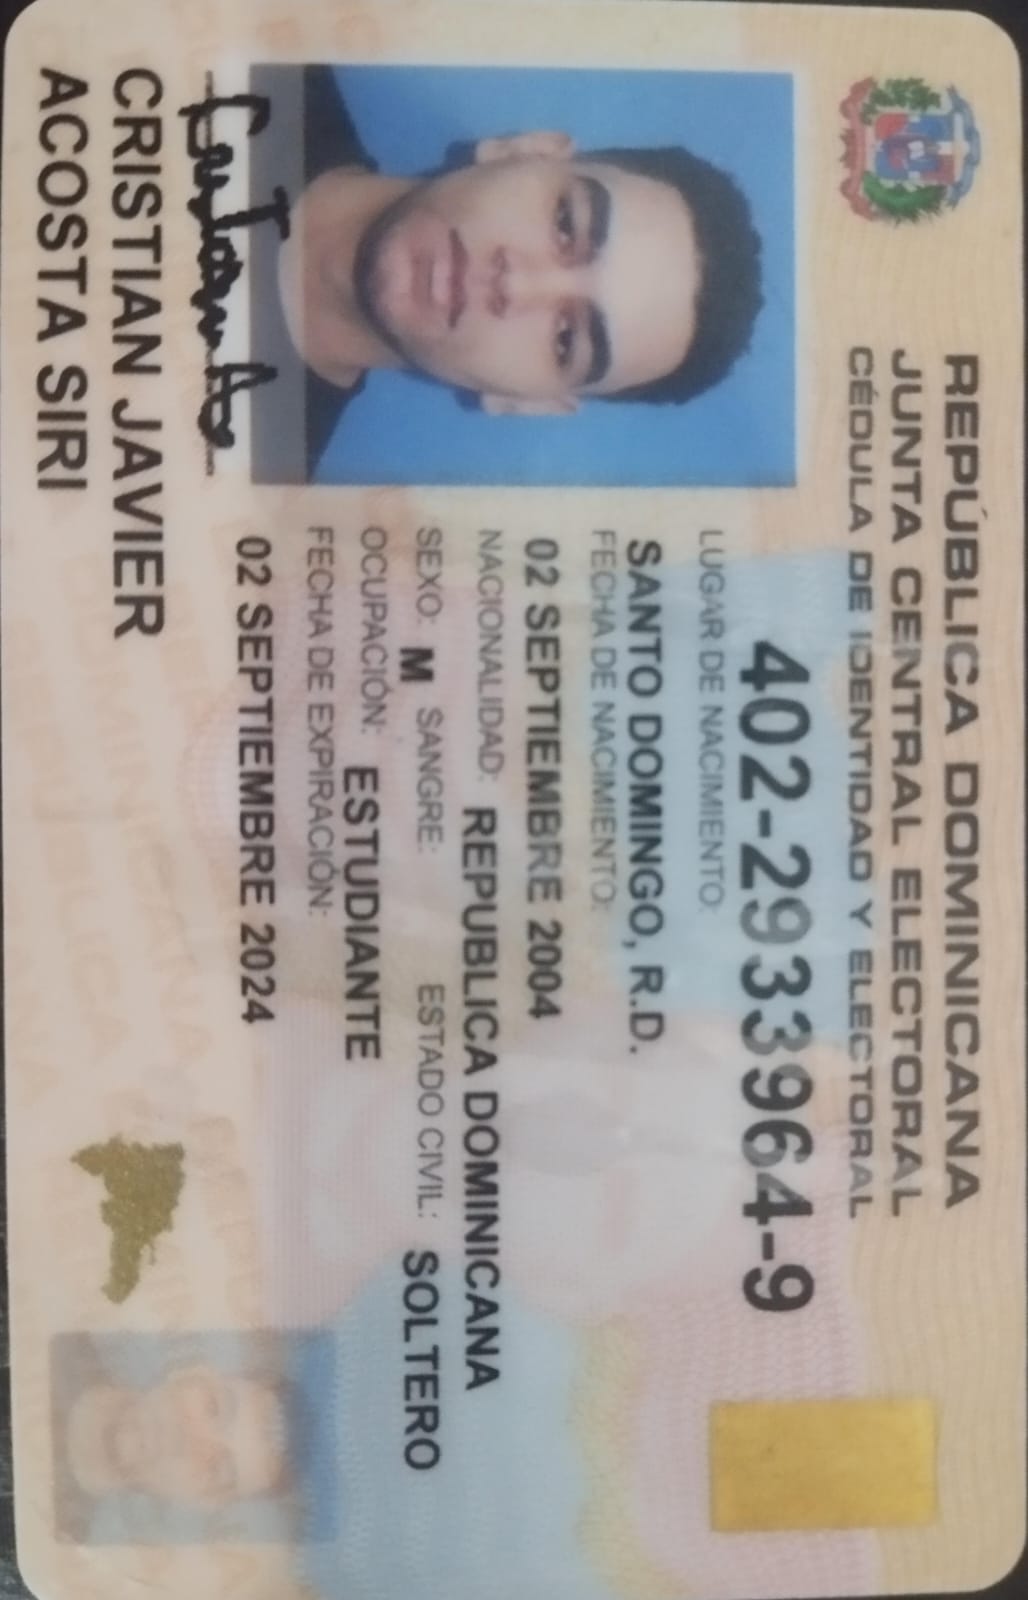 REPÚBLICA DOMINICANA
JUNTA CENTRAL ELECTORAL
CÉDULA DE IDENTIDAD Y ELECTORAL
402-2933964-9
LUGAR DE NACIMIENTO:
SANTO DOMINGO, R.D.
FECHA DE NACIMIENTO:
02 SEPTIEMBRE 2004
NACIONALIDAD: REPUBLICA DOMINICANA
SEXO: M SANGRE: ESTADO CIVIL: SOLTERO
OCUPACIÓN: ESTUDIANTE
FECHA DE EXPIRACIÓN:
02 SEPTIEMBRE 2024
CRISTIAN JAVIER
ACOSTA SIRI